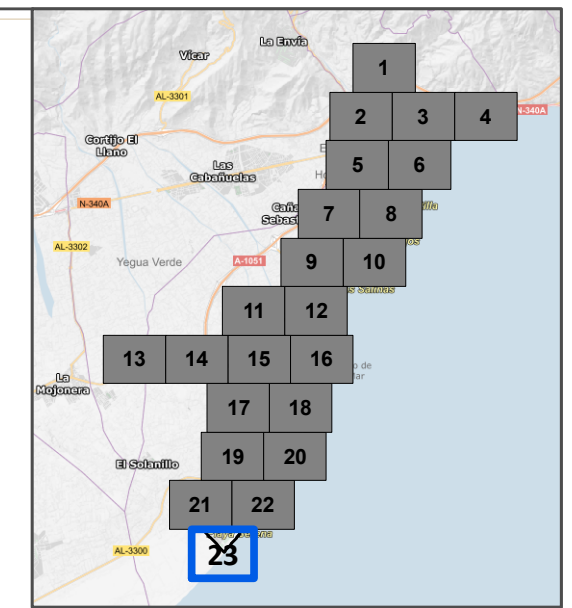 La Envía
Vícar
1
AL-3301
N-340A
2 3 4
Cortijo El
Llano
Las
Cabañuelas
5 6
N-340A
7 8
AL-3302
Yegua Verde
A-1051
9 10
11 12
13 14 15 16
La
Mojonera
17 18
El Solanillo
19 20
21 22
AL-3300
23